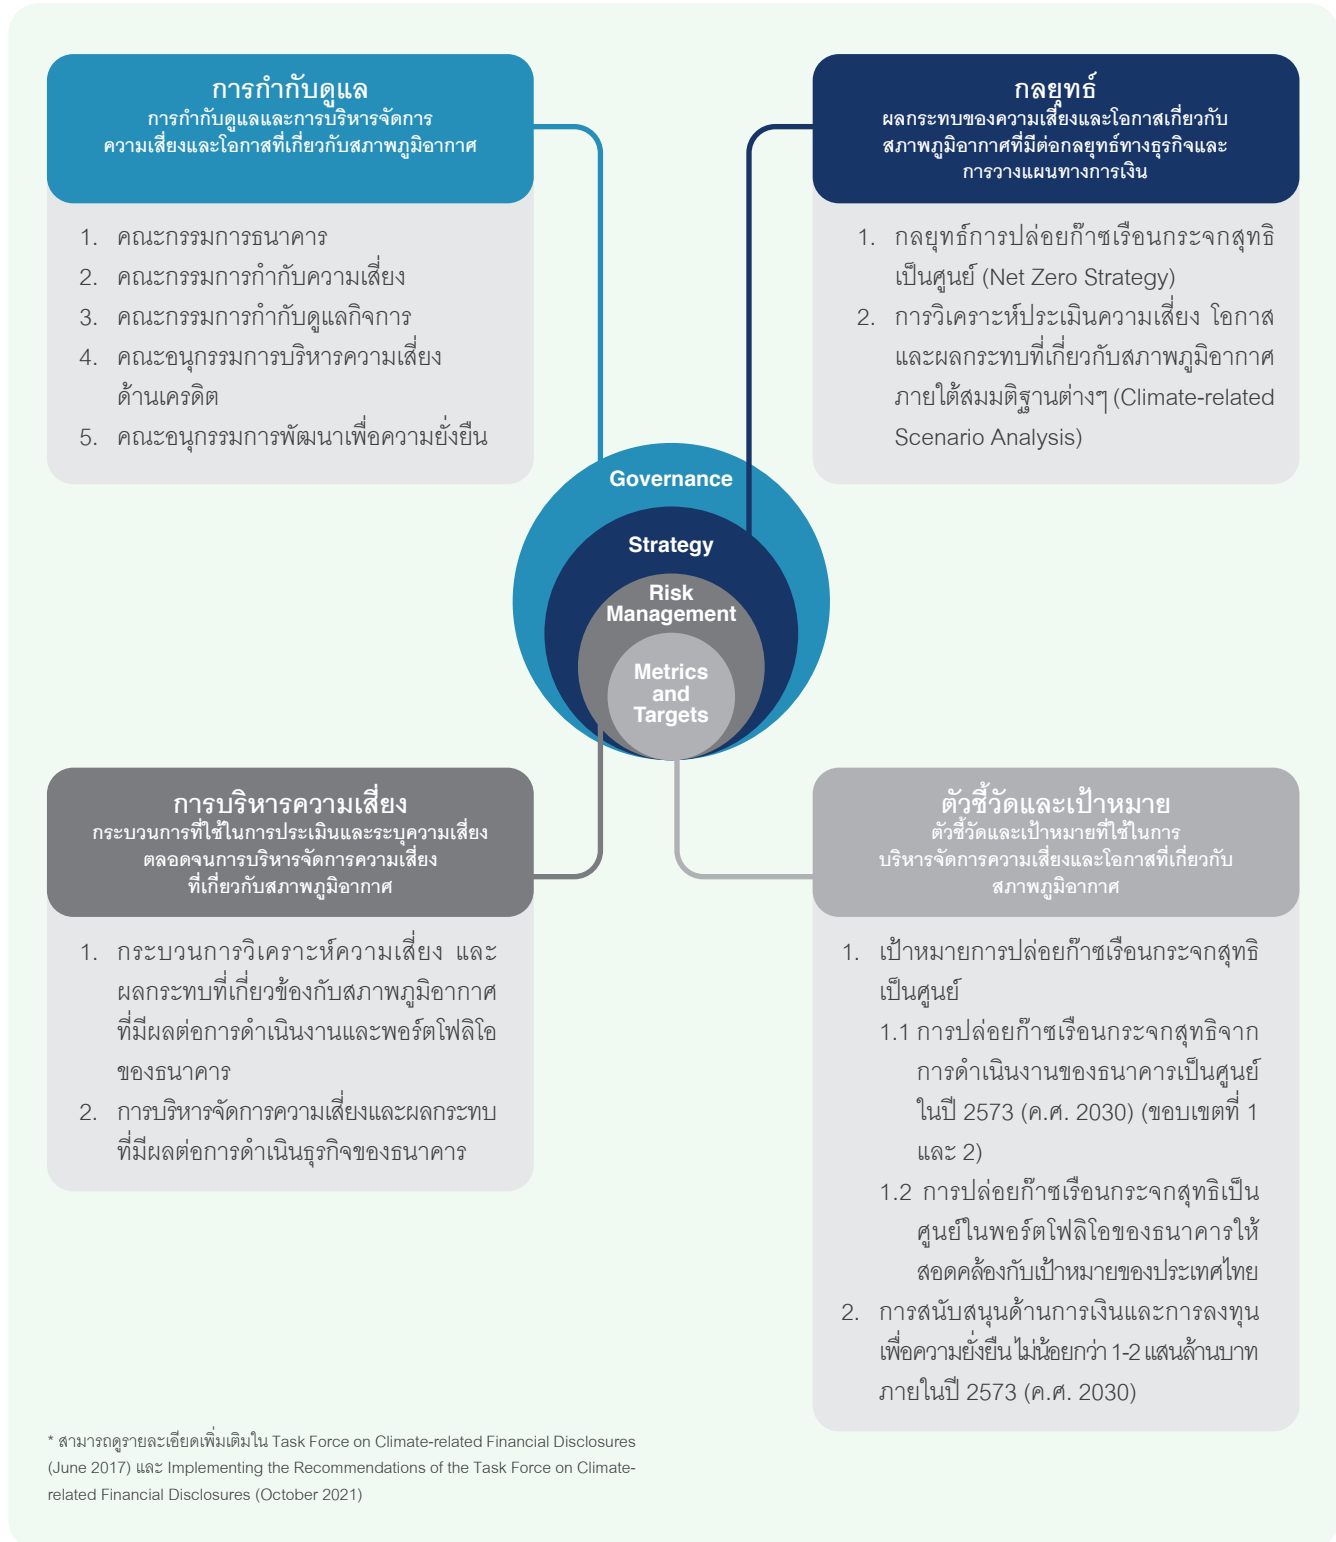 การกำกับดูแล
การกำกับดูแลและการบริหารจัดการ
ความเสี่ยงและโอกาสที่เกี่ยวกับสภาพภูมิอากาศ
1. คณะกรรมการธนาคาร
2. คณะกรรมการกำกับความเสี่ยง
3. คณะกรรมการกำกับดูแลกิจการ
4. คณะอนุกรรมการบริหารความเสี่ยง
ด้านเครดิต
5. คณะอนุกรรมการพัฒนาเพื่อความยั่งยืน
กลยุทธ์
ผลกระทบของความเสี่ยงและโอกาสเกี่ยวกับ
สภาพภูมิอากาศที่มีต่อกลยุทธ์ทางธุรกิจและ
การวางแผนทางการเงิน
1. กลยุทธ์การปล่อยก๊าซเรือนกระจกสุทธิ
เป็นศูนย์ (Net Zero Strategy)
2. การวิเคราะห์ประเมินความเสี่ยง โอกาส
และผลกระทบที่เกี่ยวกับสภาพภูมิอากาศ
ภายใต้สมมติฐานต่างๆ (Climate-related
Scenario Analysis)
Governance
Strategy
Risk
Management
Metrics
and
Targets
การบริหารความเสี่ยง
กระบวนการที่ใช้ในการประเมินและระบุความเสี่ยง
ตลอดจนการบริหารจัดการความเสี่ยง
ที่เกี่ยวกับสภาพภูมิอากาศ
1. กระบวนการวิเคราะห์ความเสี่ยง และ
ผลกระทบที่เกี่ยวข้องกับสภาพภูมิอากาศ
ที่มีผลต่อการดำเนินงานและพอร์ตโฟลิโอ
ของธนาคาร
2. การบริหารจัดการความเสี่ยงและผลกระทบ
ที่มีผลต่อการดำเนินธุรกิจของธนาคาร
ตัวชี้วัดและเป้าหมาย
ตัวชี้วัดและเป้าหมายที่ใช้ในการ
บริหารจัดการความเสี่ยงและโอกาสที่เกี่ยวกับ
สภาพภูมิอากาศ
1. เป้าหมายการปล่อยก๊าซเรือนกระจกสุทธิ
เป็นศูนย์
1.1 การปล่อยก๊าซเรือนกระจกสุทธิจาก
การดำเนินงานของธนาคารเป็นศูนย์
ในปี 2573 (ค.ศ. 2030) (ขอบเขตที่ 1
และ 2)
1.2 การปล่อยก๊าซเรือนกระจกสุทธิเป็น
ศูนย์ในพอร์ตโฟลิโอของธนาคารให้
สอดคล้องกับเป้าหมายของประเทศไทย
2. การสนับสนุนด้านการเงินและการลงทุน
เพื่อความยั่งยืน ไม่น้อยกว่า 1-2 แสนล้านบาท
ภายในปี 2573 (ค.ศ. 2030)
* สามารถดูรายละเอียดเพิ่มเติมใน Task Force on Climate-related Financial Disclosures
(June 2017) และ Implementing the Recommendations of the Task Force on Climate-
related Financial Disclosures (October 2021)